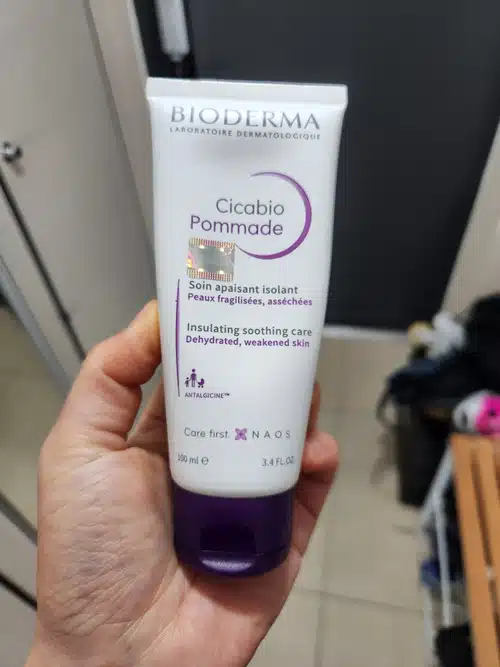 BIODERMA
LABORATOIRE DERMATOLOGIQUE
Cicabio
Pommade
Soin apaisant isolant
Peaux fragilisées, asséchées
Insulating soothing care
Dehydrated, weakened skin
ANTALGICINE™
Care first NAOS
100 ml ℮ 3.4 FL.OZ.